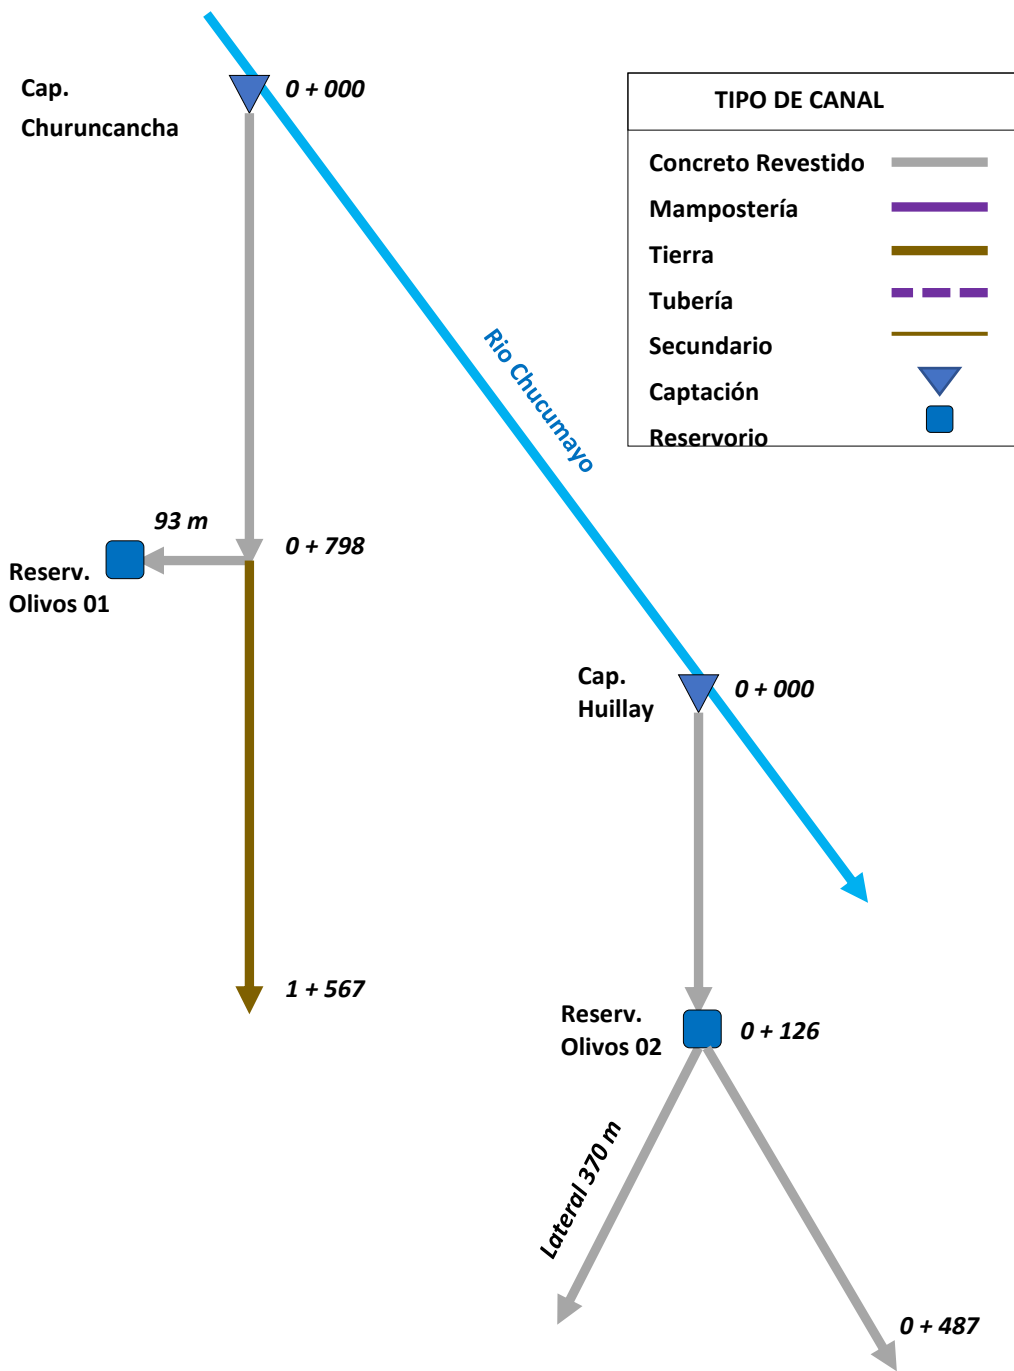 Cap.
Churuncancha
0 + 000
TIPO DE CANAL
Concreto Revestido
Mampostería
Tierra
Tubería
Secundario
Captación
Reservorio
Rio Chucumayo
93 m
0 + 798
Reserv.
Olivos 01
Cap.
Huillay
0 + 000
1 + 567
Reserv.
Olivos 02
0 + 126
Lateral 370 m
0 + 487